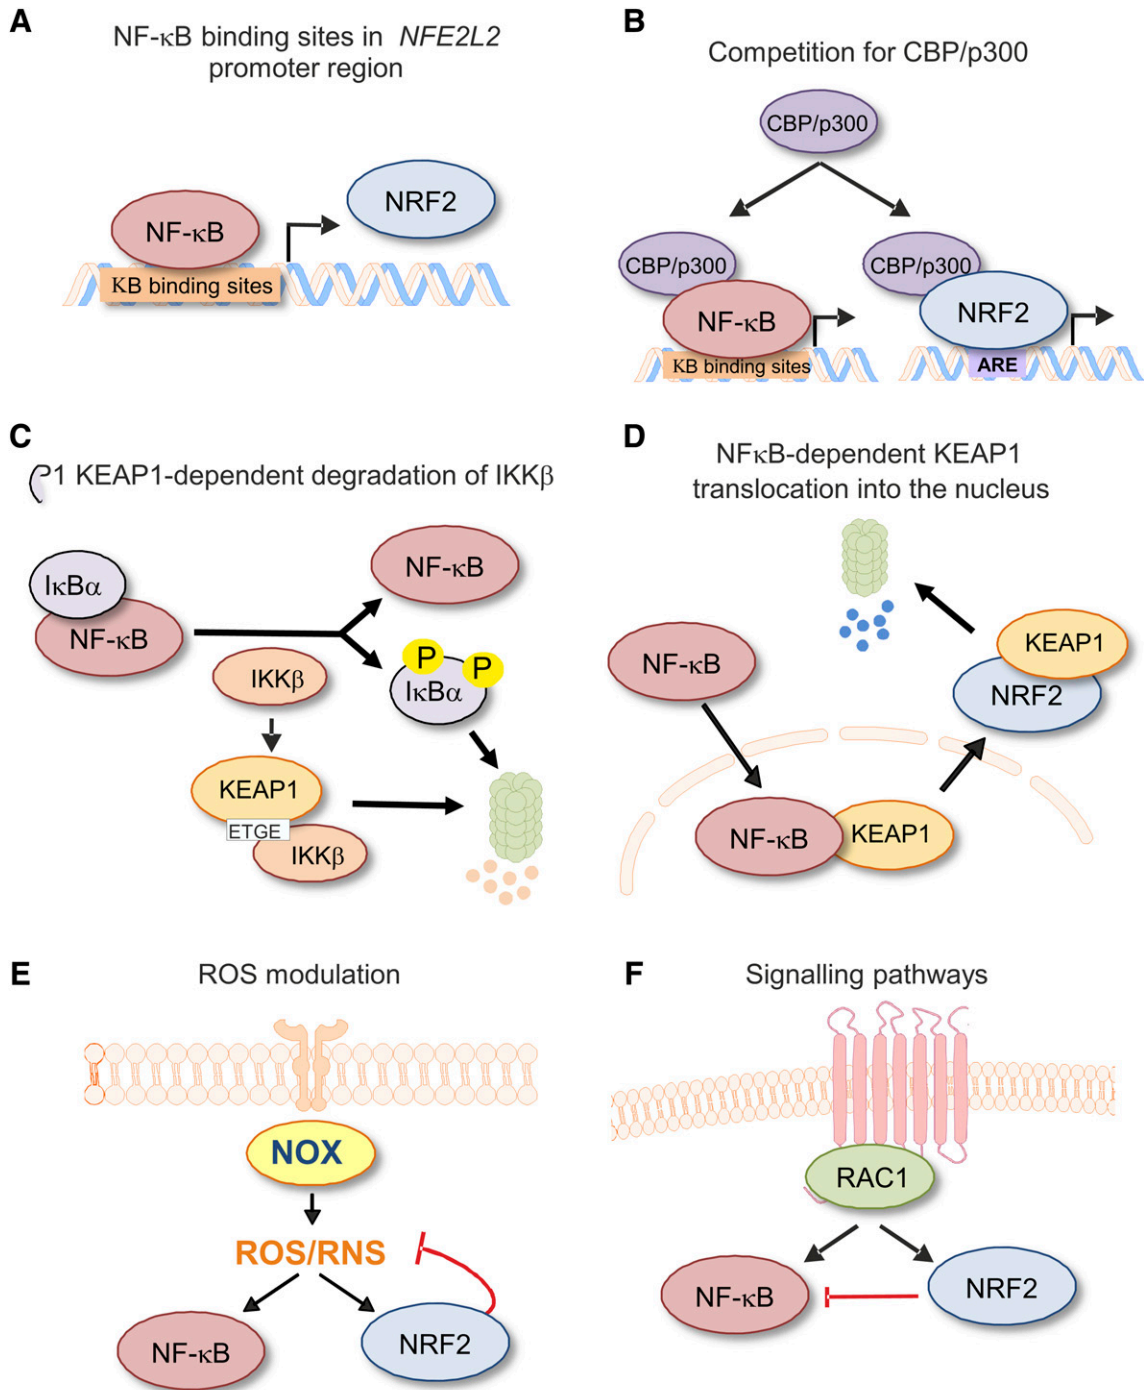 A
NF-κB binding sites in NFE2L2
promoter region
NF-κB
NRF2
KB binding sites
B
Competition for CBP/p300
CBP/p300
CBP/p300
CBP/p300
NF-κB
NRF2
KB binding sites
ARE
C
P1 KEAP1-dependent degradation of IKKβ
IκBα
NF-κB
NF-κB
IKKβ
P
P
IκBα
KEAP1
ETGE
IKKβ
D
NFκB-dependent KEAP1
translocation into the nucleus
NF-κB
KEAP1
NRF2
NF-κB
KEAP1
E
ROS modulation
NOX
ROS/RNS
NF-κB
NRF2
F
Signalling pathways
RAC1
NF-κB
NRF2